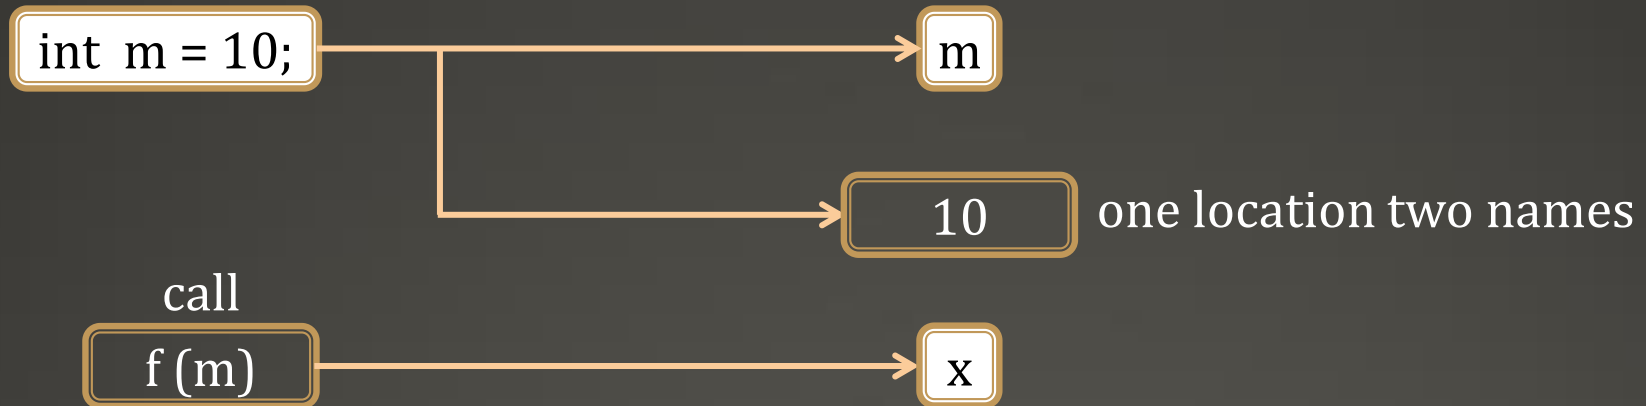 int m = 10;
m
10
one location two names
call
f (m)
x